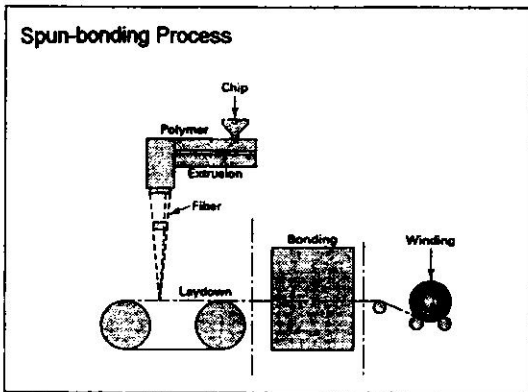 Spun-bonding Process
Chip
Polymer
Extrusion
Fiber
Bonding
Winding
Laydown